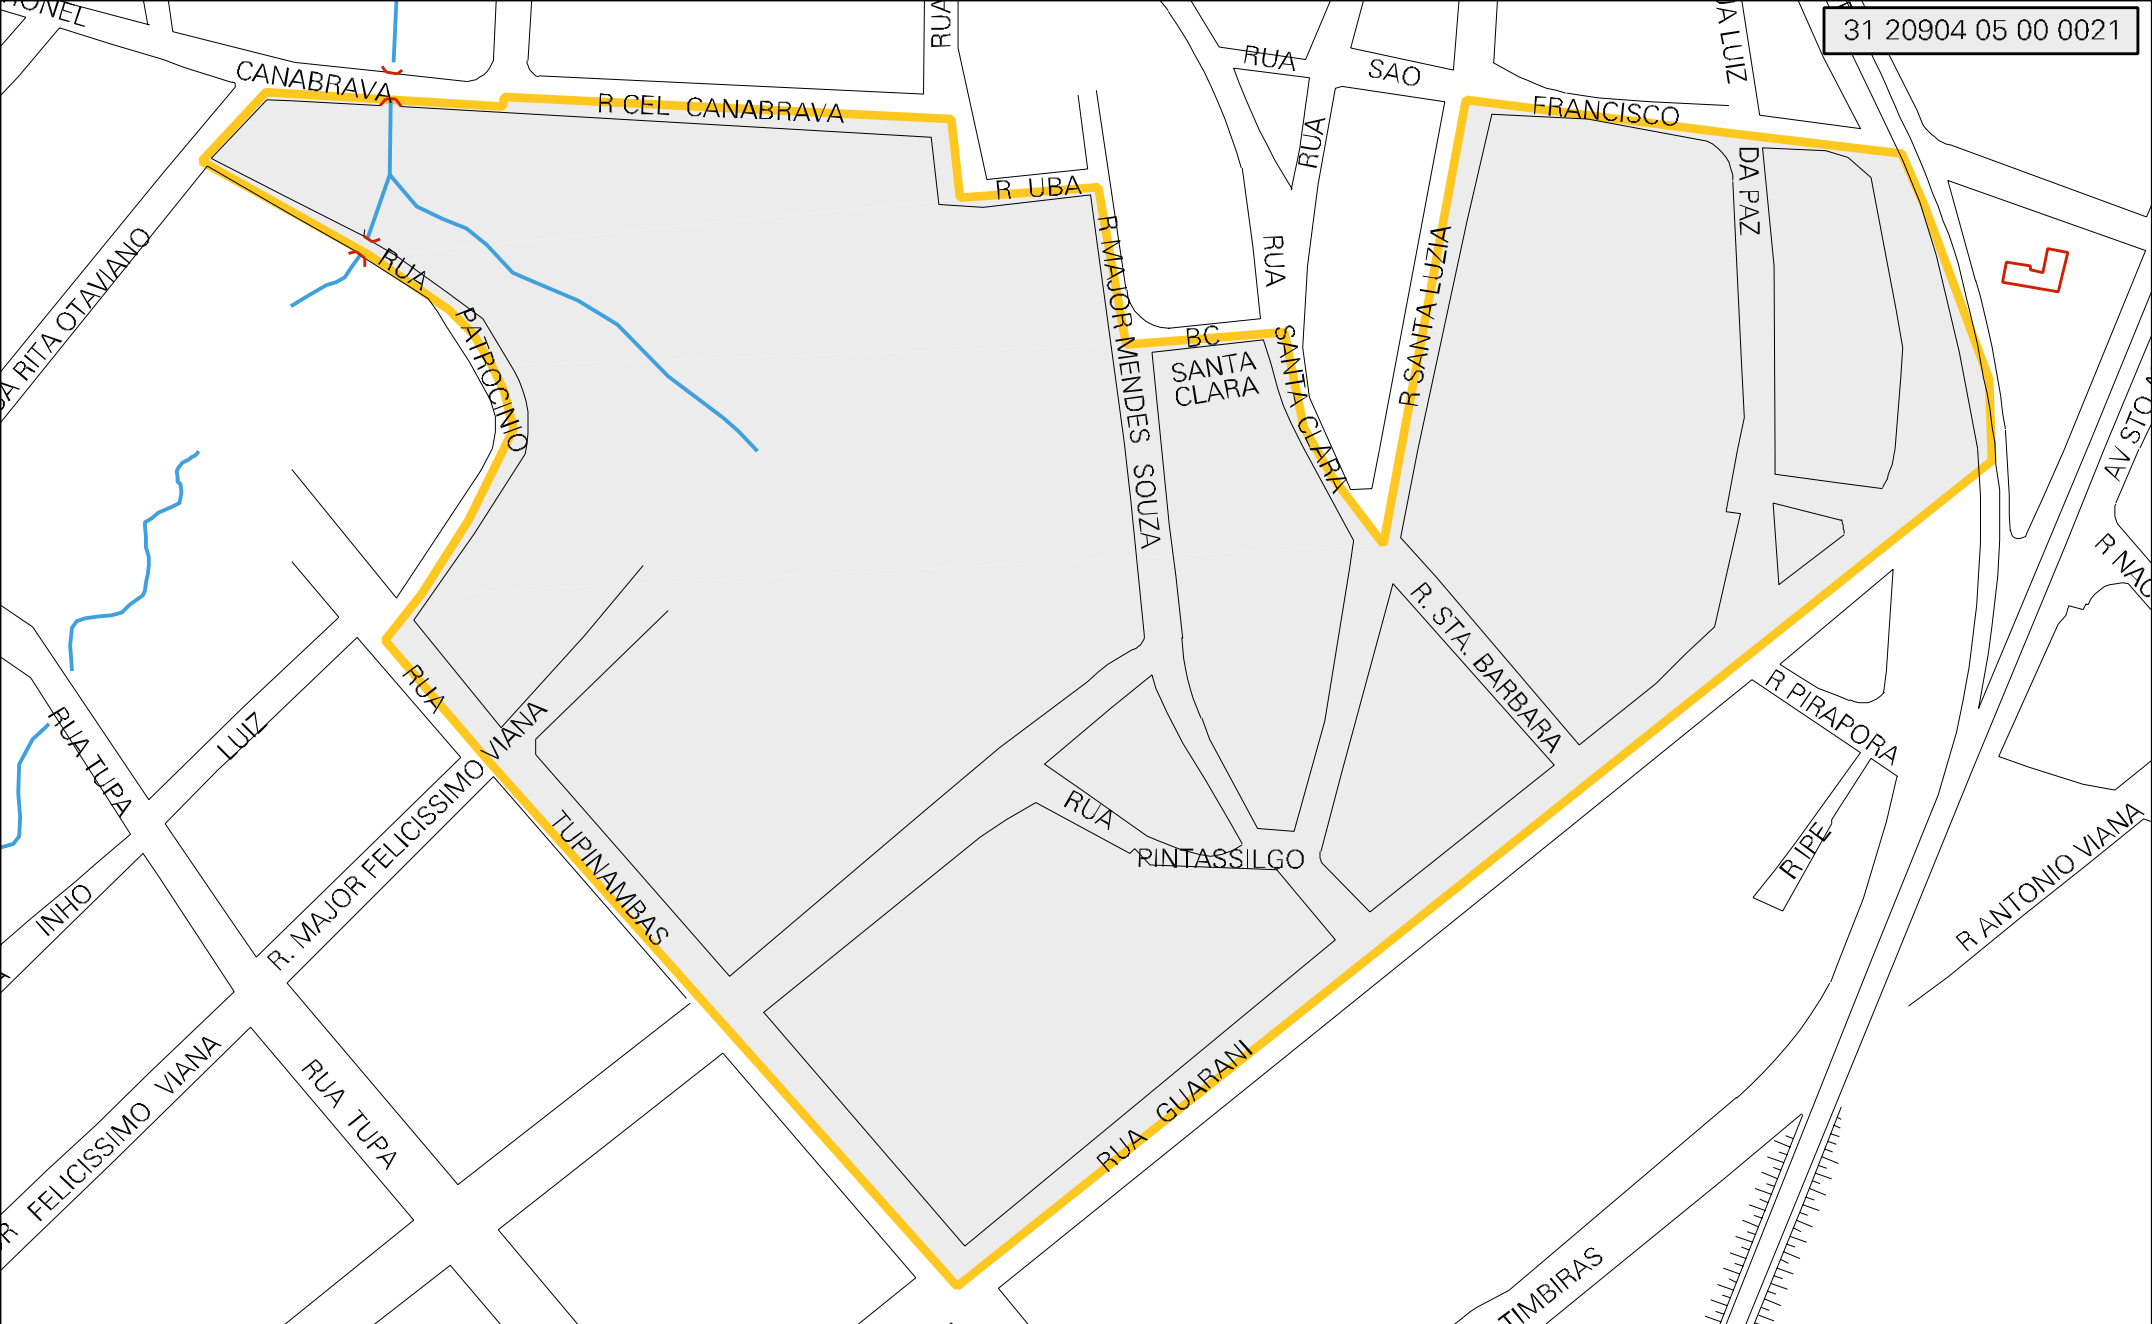 31 20904 05 00 0021
RUA
RUA
SAO
CANABRAVA
R CEL CANABRAVA
FRANCISCO
RUA
DA PAZ
R UBA
R MAJOR MENDES SOUZA
RUA
R SANTA LUZIA
RITA OTAVIANO
RUA
PATROCINIO
BC
SANTA
CLARA
SANTA CLARA
AV STO
R. STA. BARBARA
RUA
LUIZ
RUA TUPA
R PIRAPORA
R. MAJOR FELICISSIMO VIANA
TUPINAMBAS
RUA
PINTASSILGO
R IPE
R ANTONIO VIANA
INHO
FELICISSIMO VIANA
RUA TUPA
RUA GUARANI
TIMBIRAS
LUIZ